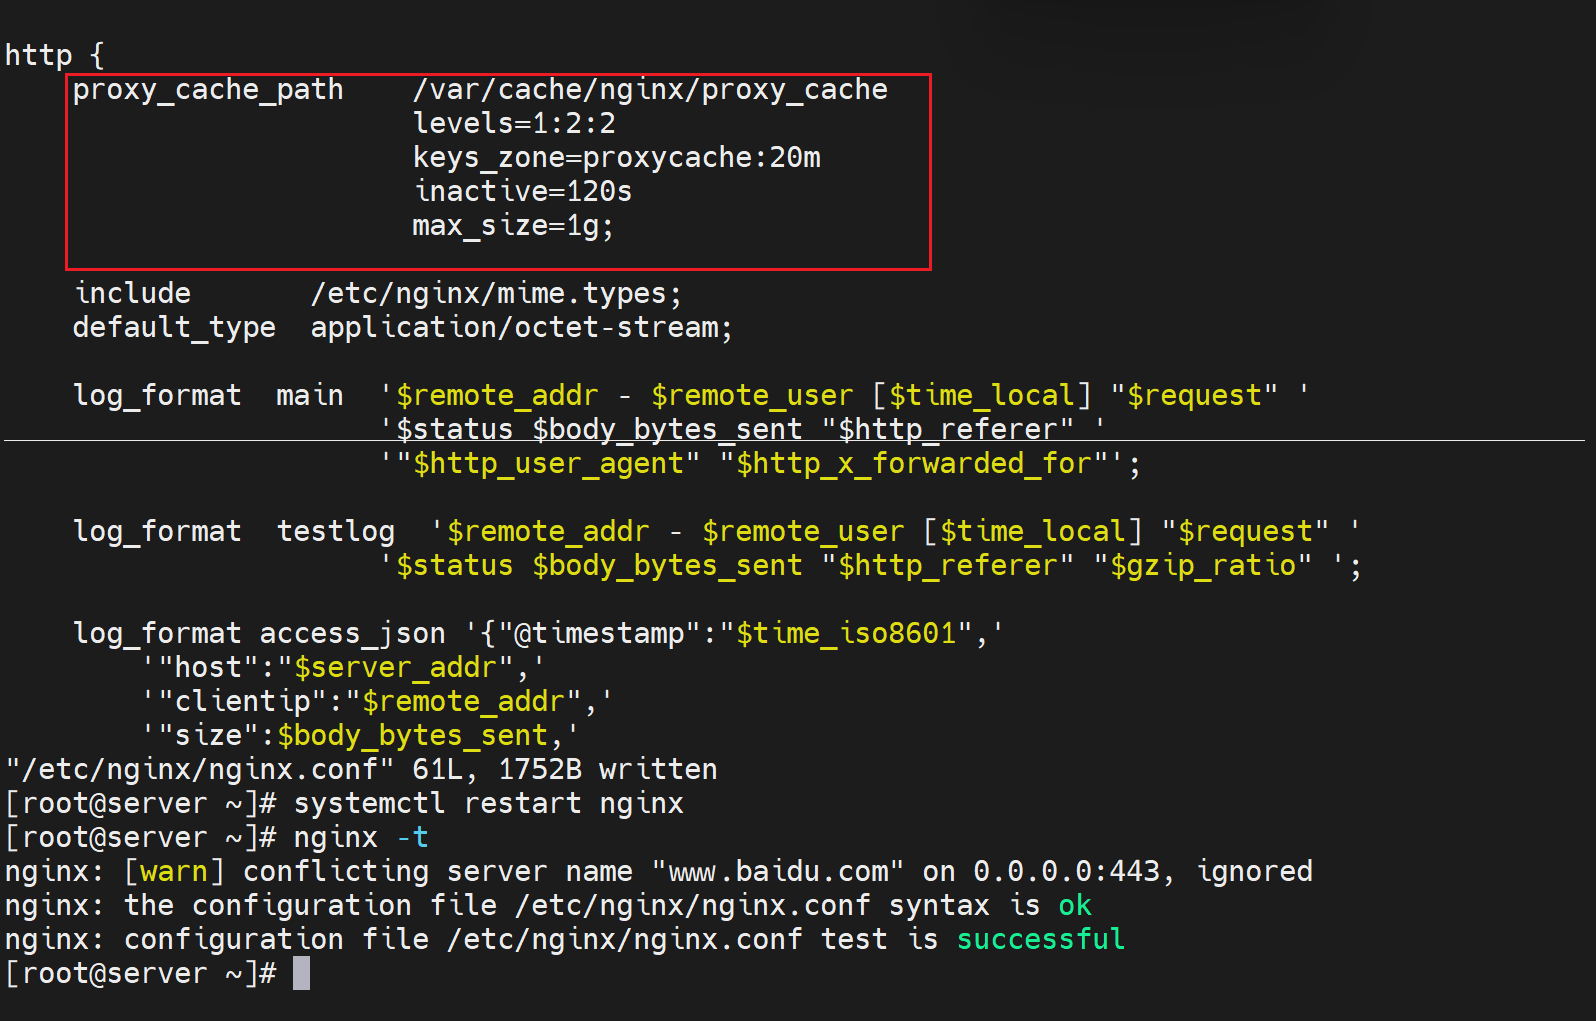 http {
proxy_cache_path /var/cache/nginx/proxy_cache
levels=1:2:2
keys_zone=proxycache:20m
inactive=120s
max_size=1g;
include /etc/nginx/mime.types;
default_type application/octet-stream;
log_format main '$remote_addr - $remote_user [$time_local] "$request" '
'$status $body_bytes_sent "$http_referer" '
'"$http_user_agent" "$http_x_forwarded_for"';
log_format testlog '$remote_addr - $remote_user [$time_local] "$request" '
'$status $body_bytes_sent "$http_referer" "$gzip_ratio" ';
log_format access_json '{"@timestamp":"$time_iso8601",'
'"host":"$server_addr",'
'"clientip":"$remote_addr",'
'"size":$body_bytes_sent,'
"/etc/nginx/nginx.conf" 61L, 1752B written
[root@server ~]# systemctl restart nginx
[root@server ~]# nginx -t
nginx: [warn] conflicting server name "www.baidu.com" on 0.0.0.0:443, ignored
nginx: the configuration file /etc/nginx/nginx.conf syntax is ok
nginx: configuration file /etc/nginx/nginx.conf test is successful
[root@server ~]#